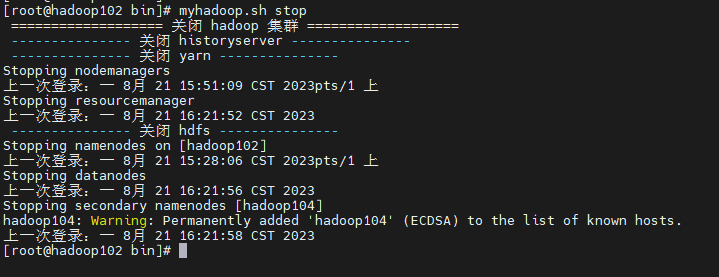 [root@hadoop102 bin]# myhadoop.sh stop
=================== 关闭 hadoop 集群 ===================
--------------- 关闭 historyserver ---------------
--------------- 关闭 yarn ---------------
Stopping nodemanagers
上一次登录：一 8月 21 15:51:09 CST 2023pts/1 上
Stopping resourcemanager
上一次登录：一 8月 21 16:21:52 CST 2023
--------------- 关闭 hdfs ---------------
Stopping namenodes on [hadoop102]
上一次登录：一 8月 21 15:28:06 CST 2023pts/1 上
Stopping datanodes
上一次登录：一 8月 21 16:21:56 CST 2023
Stopping secondary namenodes [hadoop104]
hadoop104: Warning: Permanently added 'hadoop104' (ECDSA) to the list of known hosts.
上一次登录：一 8月 21 16:21:58 CST 2023
[root@hadoop102 bin]#